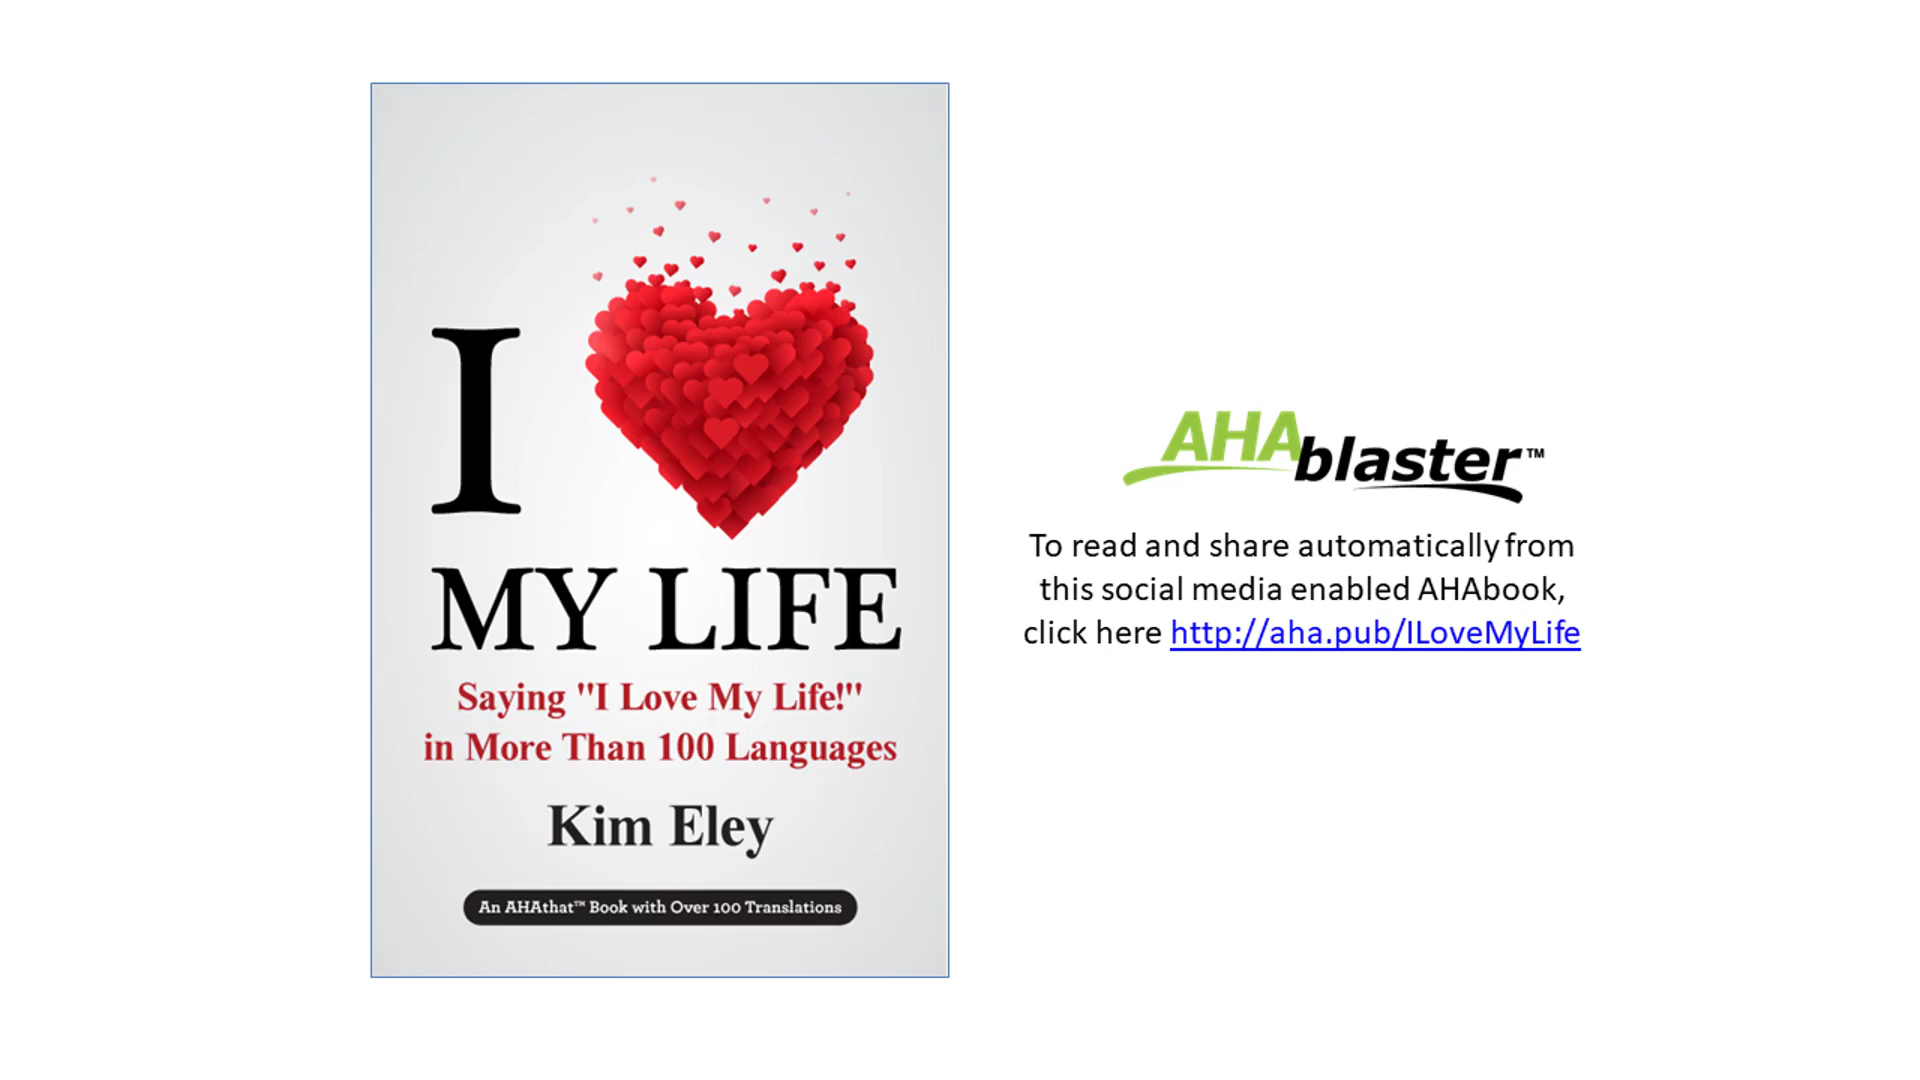 I
MY LIFE
Saying "I Love My Life!"
in More Than 100 Languages
Kim Eley
An AHAthat™ Book with Over 100 Translations
AHAblaster™
To read and share automatically from
this social media enabled AHAbook,
click here http://aha.pub/ILoveMyLife